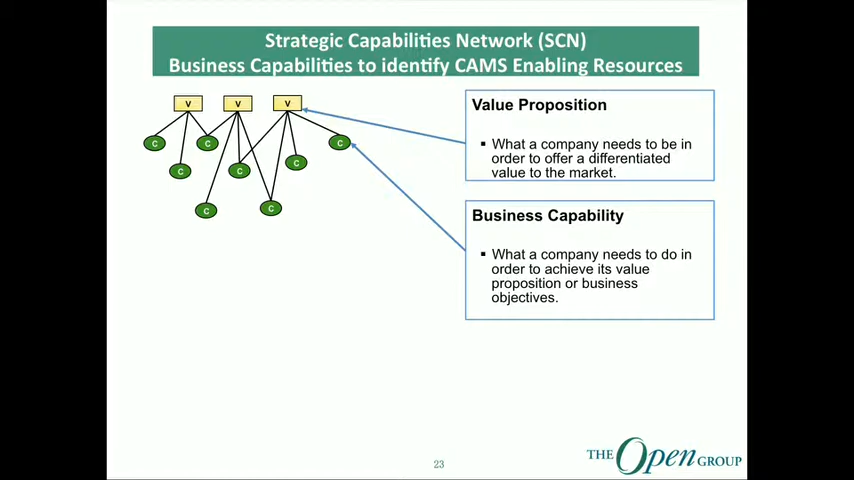 Strategic Capabilities Network (SCN)
Business Capabilities to identify CAMS Enabling Resources
V V V
C C C C C C C C
Value Proposition
▪ What a company needs to be in
order to offer a differentiated
value to the market.
Business Capability
▪ What a company needs to do in
order to achieve its value
proposition or business
objectives.
23
THE Open GROUP